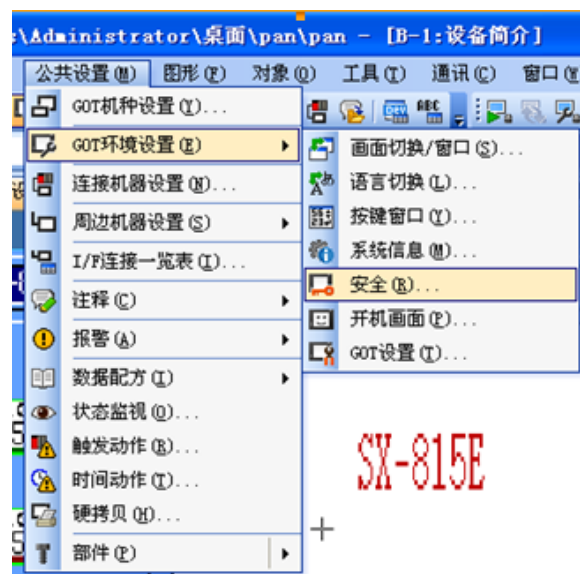 :\Administrator\桌面\pan\pan - [B-1:设备简介]
公共设置(M) 图形(F) 对象(O) 工具(T) 通讯(C) 窗口(W
GOT机种设置(Y)...
GOT环境设置(E)
连接机器设置(N)...
周边机器设置(S)
I/F连接一览表(I)...
注释(C)
报警(A)
数据配方(I)
状态监视(O)...
触发动作(R)...
时间动作(T)...
硬拷贝(H)...
部件(P)
画面切换/窗口(S)...
语言切换(L)...
按键窗口(Y)...
系统信息(M)...
安全(R)...
开机画面(P)...
GOT设置(T)...
SX-815E